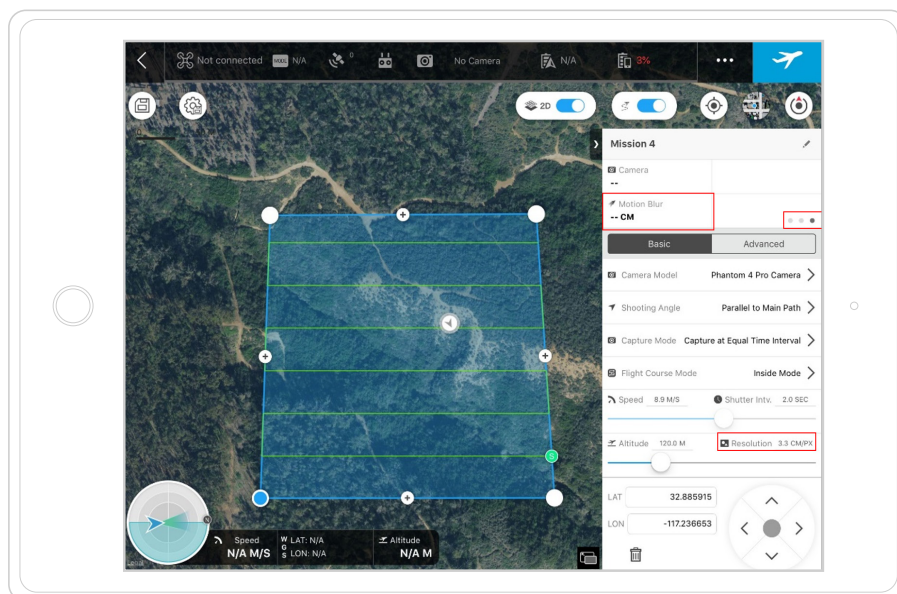 Not connected MODE N/A 0 No Camera N/A 3%
2D
Mission 4
Camera
--
Motion Blur
-- CM
Basic Advanced
Camera Model Phantom 4 Pro Camera
Shooting Angle Parallel to Main Path
Capture Mode Capture at Equal Time Interval
Flight Course Mode Inside Mode
Speed 8.9 M/S Shutter Intv. 2.0 SEC
Altitude 120.0 M Resolution 3.3 CM/PX
LAT 32.885915
LON -117.236653
S
N
Speed
N/A M/S
WGS
LAT: N/A
LON: N/A
Altitude
N/A M